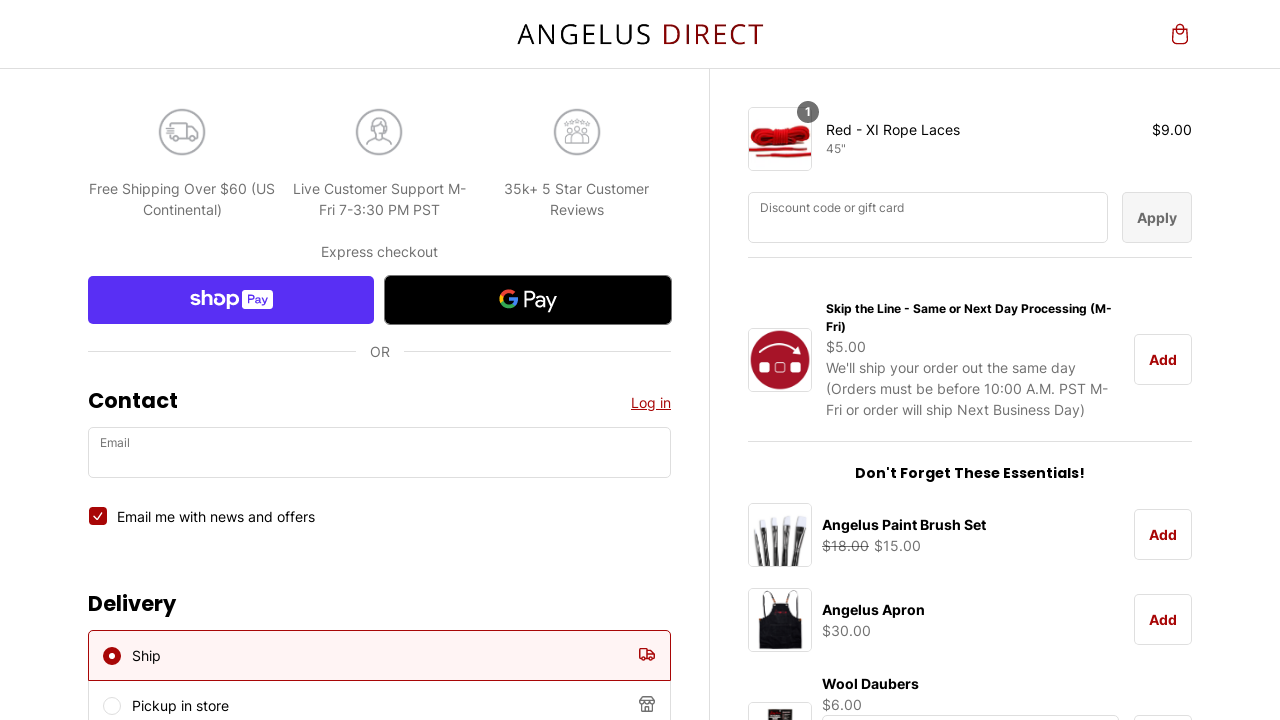 ANGELUS DIRECT
Free Shipping Over $60 (US
Continental)
Live Customer Support M-
Fri 7-3:30 PM PST
35k+ 5 Star Customer
Reviews
Express checkout
shop Pay
G Pay
OR
Contact
Log in
Email
Email me with news and offers
Delivery
Ship
Pickup in store
1
Red - XI Rope Laces
$9.00
45"
Discount code or gift card
Apply
Skip the Line - Same or Next Day Processing (M-
Fri)
$5.00
We'll ship your order out the same day
(Orders must be before 10:00 A.M. PST M-
Fri or order will ship Next Business Day)
Add
Don't Forget These Essentials!
Angelus Paint Brush Set
$18.00 $15.00
Add
Angelus Apron
$30.00
Add
Wool Daubers
$6.00